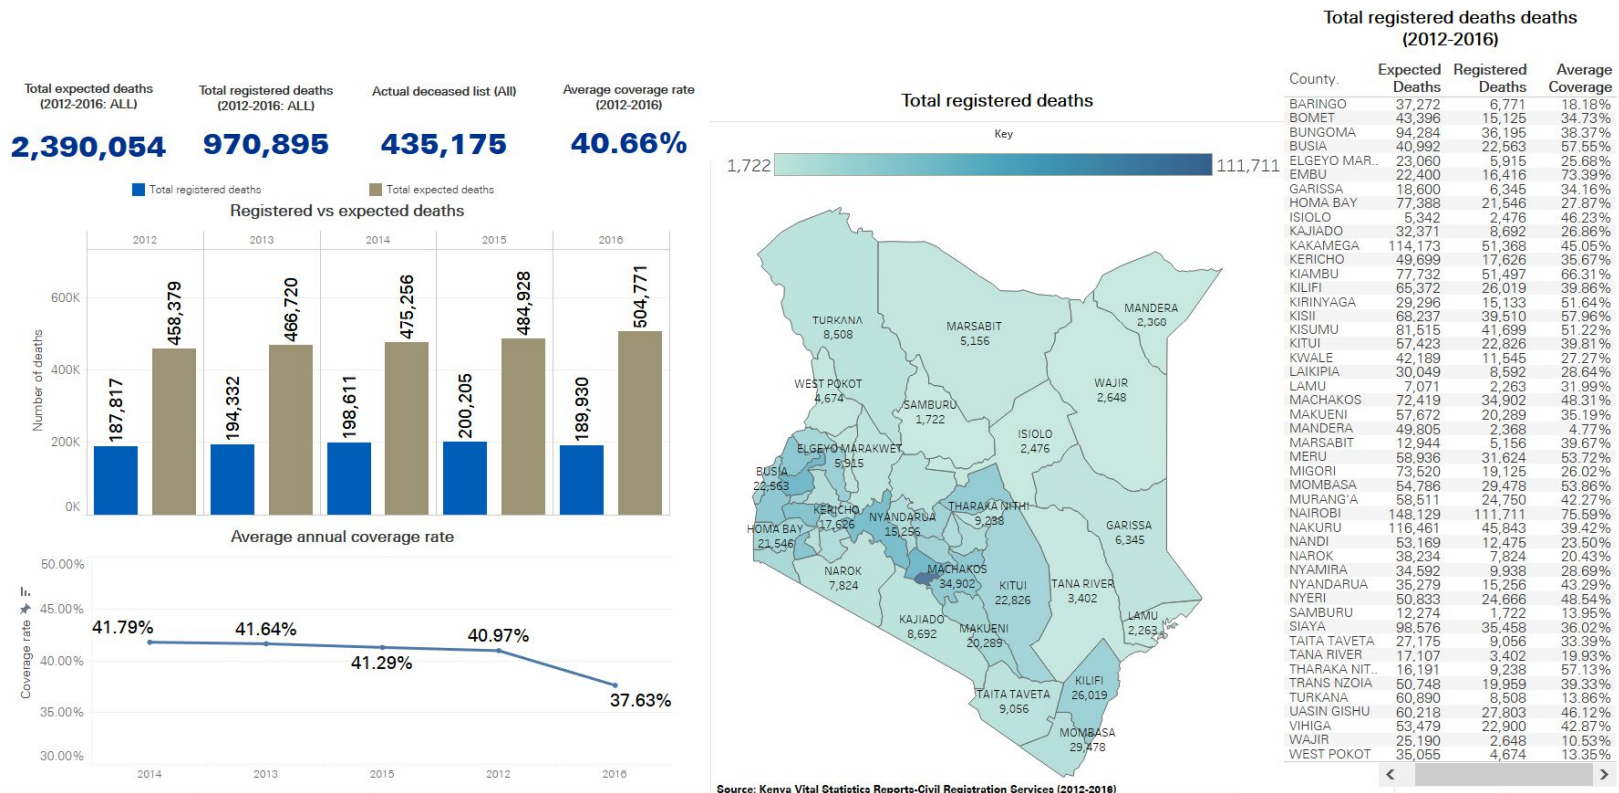 Total expected deaths
(2012-2016: ALL)
2,390,054
Total registered deaths
(2012-2016: ALL)
970,895
Actual deceased list (All)
435,175
Average coverage rate
(2012-2016)
40.66%
Total registered deaths
Total expected deaths
Registered vs expected deaths
2012 2013 2014 2015 2016
Number of deaths
600K
400K
200K
0K
187,817
458,379
194,332
466,720
198,611
475,256
200,205
484,928
189,930
504,771
Average annual coverage rate
Coverage rate
50.00%
45.00%
40.00%
35.00%
30.00%
41.79%
41.64%
41.29%
40.97%
37.63%
2014 2013 2015 2012 2016
Total registered deaths
Key
1,722
111,711
TURKANA
8,508
MARSABIT
5,156
MANDERA
2,368
WEST POKOT
4,674
SAMBURU
1,722
WAJIR
2,648
ISIOLO
2,476
ELGEYO MARAKWET
5,915
BUSIA
22,563
KERICHO
17,626
NYANDARUA
15,256
THARAKA NITHI
9,238
HOMA BAY
21,546
GARISSA
6,345
NAROK
7,824
MACHAKOS
34,902
KITUI
22,826
TANA RIVER
3,402
KAJIADO
8,692
MAKUENI
20,289
LAMU
2,263
TAITA TAVETA
9,056
KILIFI
26,019
MOMBASA
29,478
Source: Kenya Vital Statistics Reports-Civil Registration Services (2012-2016)
Total registered deaths deaths
(2012-2016)
County. Expected Deaths Registered Deaths Average Coverage
BARINGO 37,272 6,771 18.18%
BOMET 43,396 15,125 34.73%
BUNGOMA 94,284 36,195 38.37%
BUSIA 40,992 22,563 57.55%
ELGEYO MAR.. 23,060 5,915 25.68%
EMBU 22,400 16,416 73.39%
GARISSA 18,600 6,345 34.16%
HOMA BAY 77,388 21,546 27.87%
ISIOLO 5,342 2,476 46.23%
KAJIADO 32,371 8,692 26.86%
KAKAMEGA 114,173 51,368 45.05%
KERICHO 49,699 17,626 35.67%
KIAMBU 77,732 51,497 66.31%
KILIFI 65,372 26,019 39.86%
KIRINYAGA 29,296 15,133 51.64%
KISII 68,237 39,510 57.96%
KISUMU 81,515 41,699 51.22%
KITUI 57,423 22,826 39.81%
KWALE 42,189 11,545 27.27%
LAIKIPIA 30,049 8,592 28.64%
LAMU 7,071 2,263 31.99%
MACHAKOS 72,419 34,902 48.31%
MAKUENI 57,672 20,289 35.19%
MANDERA 49,805 2,368 4.77%
MARSABIT 12,944 5,156 39.67%
MERU 58,936 31,624 53.72%
MIGORI 73,520 19,125 26.02%
MOMBASA 54,786 29,478 53.86%
MURANG'A 58,511 24,750 42.27%
NAIROBI 148,129 111,711 75.59%
NAKURU 116,461 45,843 39.42%
NANDI 53,169 12,475 23.50%
NAROK 38,234 7,824 20.43%
NYAMIRA 34,592 9,938 28.69%
NYANDARUA 35,279 15,256 43.29%
NYERI 50,833 24,666 48.54%
SAMBURU 12,274 1,722 13.95%
SIAYA 98,576 35,458 36.02%
TAITA TAVETA 27,175 9,056 33.39%
TANA RIVER 17,107 3,402 19.93%
THARAKA NIT.. 16,191 9,238 57.13%
TRANS NZOIA 50,748 19,959 39.33%
TURKANA 60,890 8,508 13.86%
UASIN GISHU 60,218 27,803 46.12%
VIHIGA 53,479 22,900 42.87%
WAJIR 25,190 2,648 10.53%
WEST POKOT 35,055 4,674 13.35%